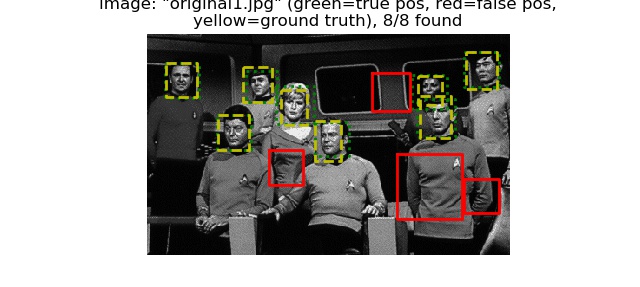 Image: "original1.jpg" (green=true pos, red=false pos,
yellow=ground truth), 8/8 found